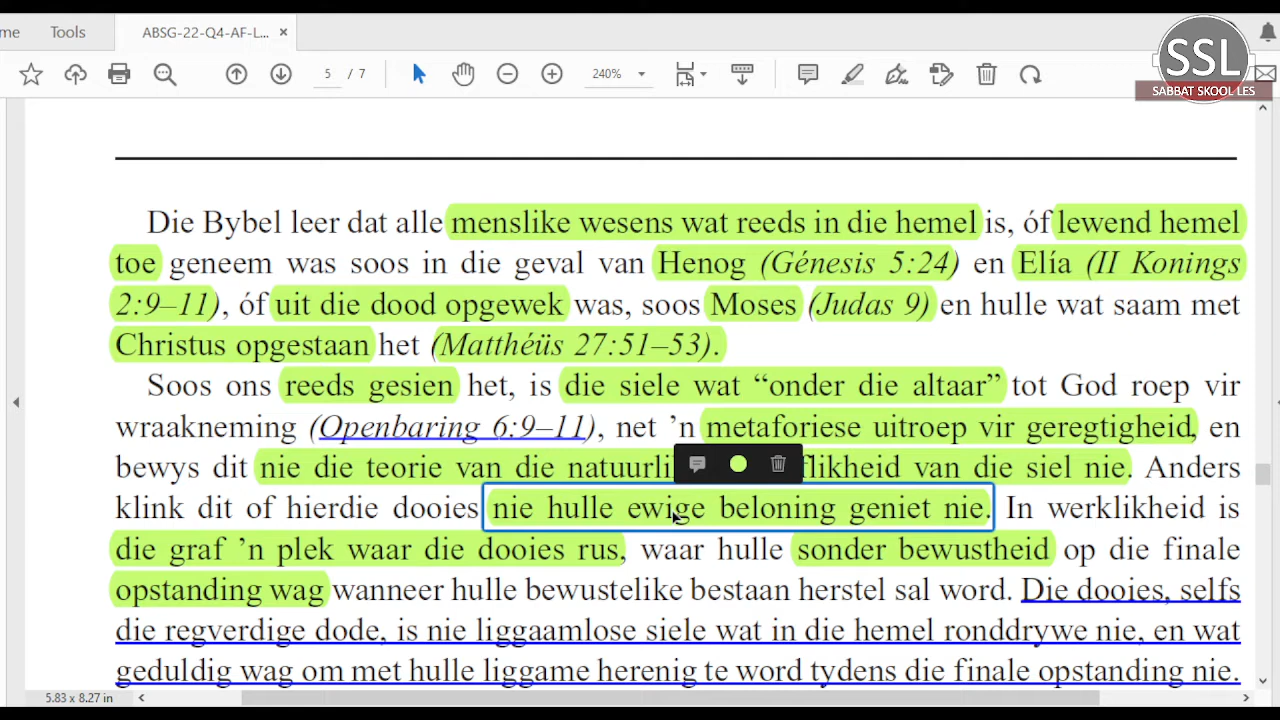 me Tools ABSG-22-Q4-AF-L... ×
SSL
SABBAT SKOOL LES
5 / 7 240%
Die Bybel leer dat alle menslike wesens wat reeds in die hemel is, óf lewend hemel
toe geneem was soos in die geval van Henog (Génesis 5:24) en Elía (II Konings
2:9–11), óf uit die dood opgewek was, soos Moses (Judas 9) en hulle wat saam met
Christus opgestaan het (Matthéüs 27:51–53).
Soos ons reeds gesien het, is die siele wat “onder die altaar” tot God roep vir
wraakneming (Openbaring 6:9–11), net ’n metaforiese uitroep vir geregtigheid, en
bewys dit nie die teorie van die natuurli flikheid van die siel nie. Anders
klink dit of hierdie dooies nie hulle ewige beloning geniet nie. In werklikheid is
die graf ’n plek waar die dooies rus, waar hulle sonder bewustheid op die finale
opstanding wag wanneer hulle bewustelike bestaan herstel sal word. Die dooies, selfs
die regverdige dode, is nie liggaamlose siele wat in die hemel ronddrywe nie, en wat
geduldig wag om met hulle liggame herenig te word tydens die finale opstanding nie.
5.83 x 8.27 in